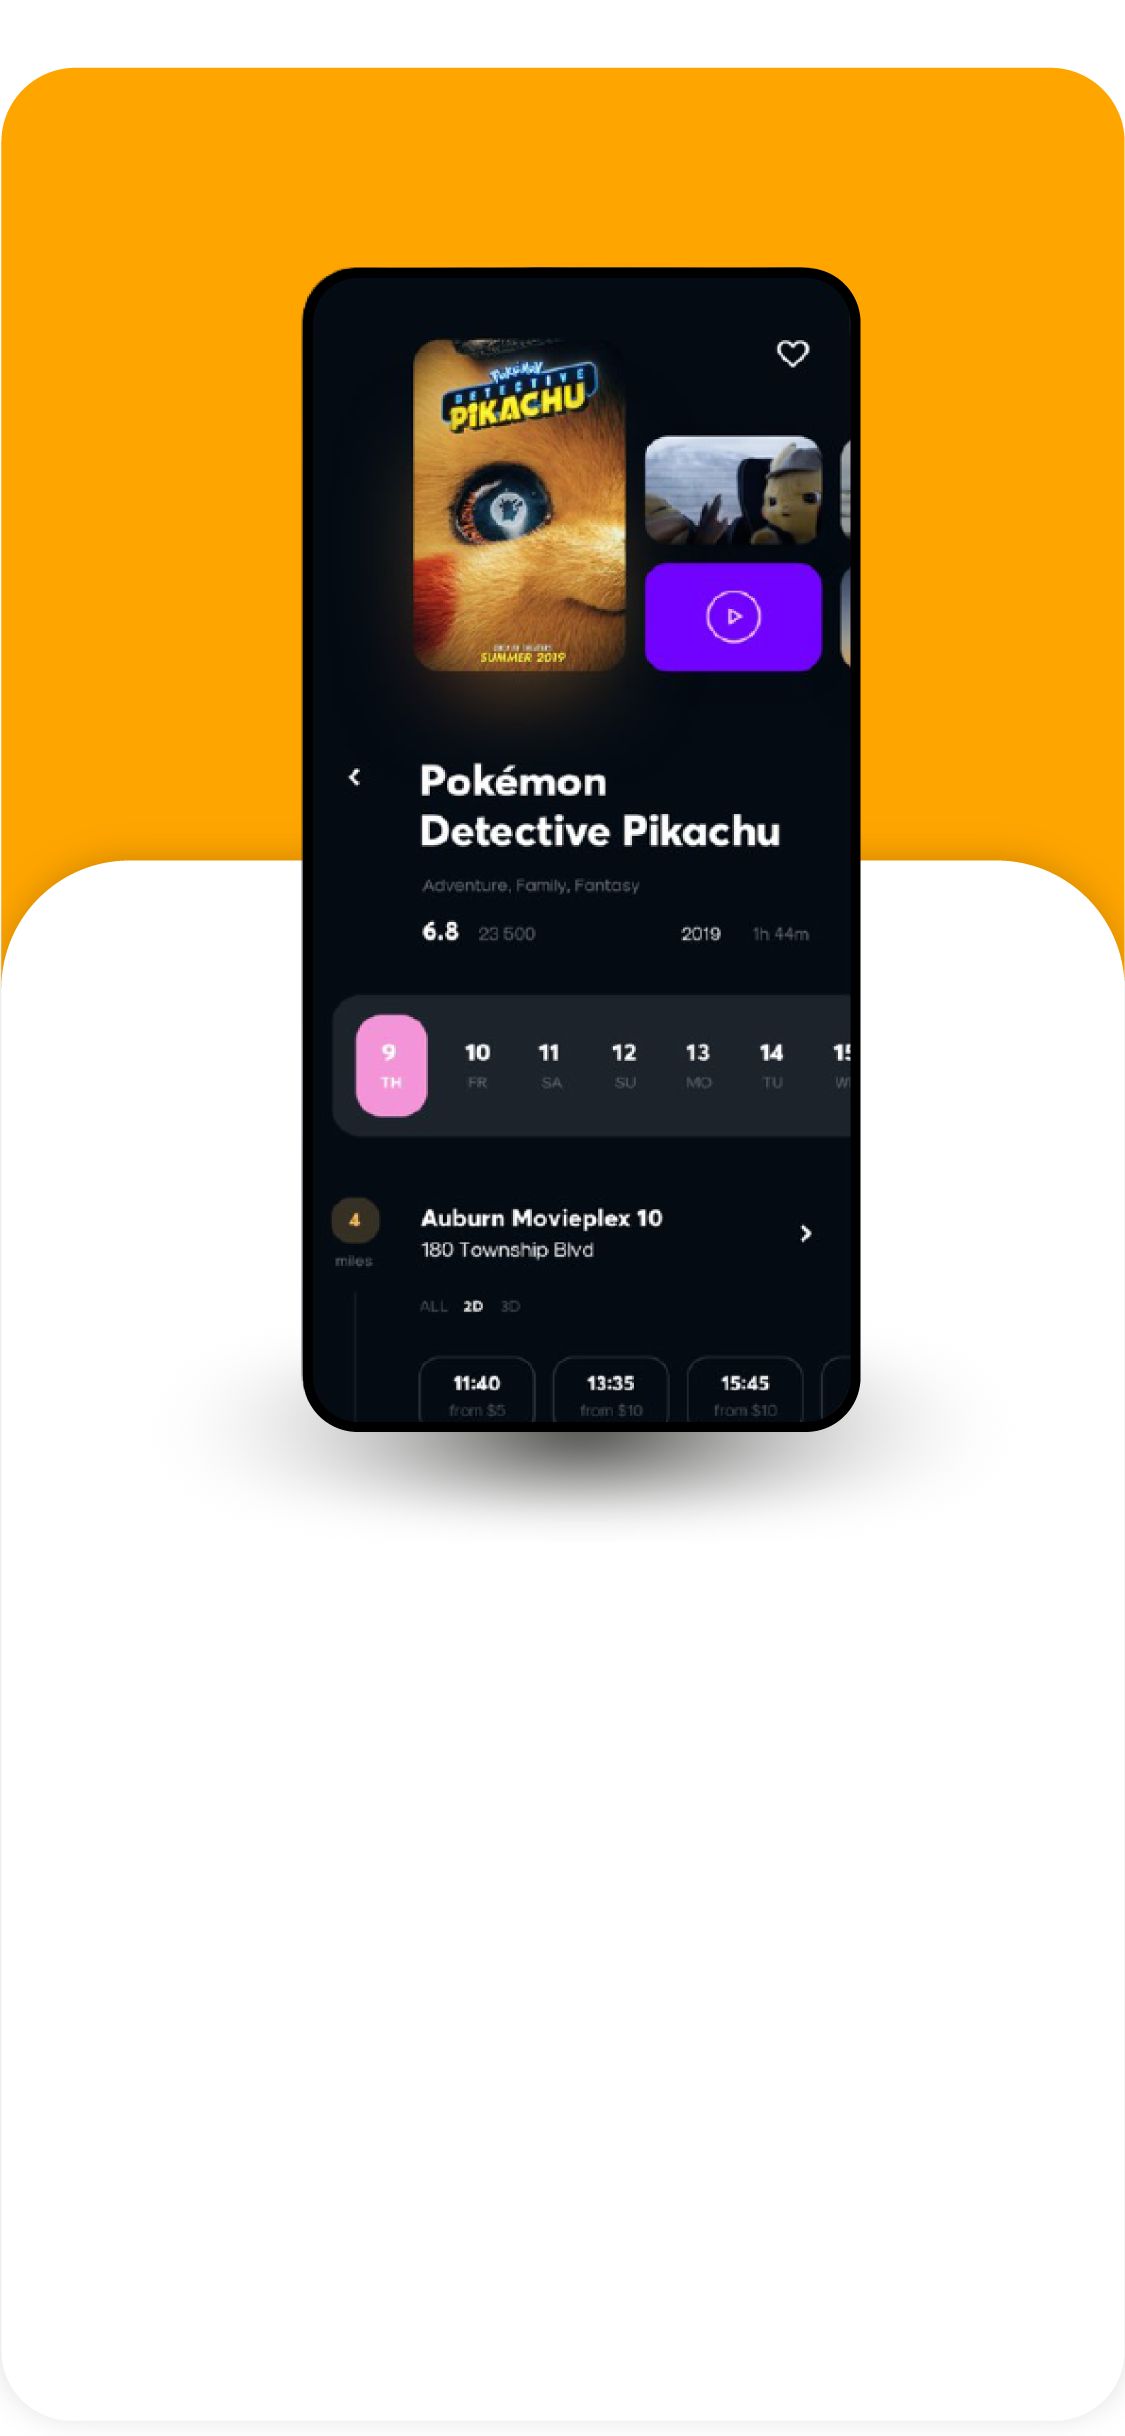 POKéMON
DETECTIVE
PIKACHU
SUMMER 2019
Pokémon
Detective Pikachu
Adventure, Family, Fantasy
6.8 23 500 2019 1h 44m
9 10 11 12 13 14 15
TH FR SA SU MO TU
4 Auburn Movieplex 10
miles 180 Township Blvd
ALL 2D 3D
11:40 13:35 15:45
from $5 from $10 from $10